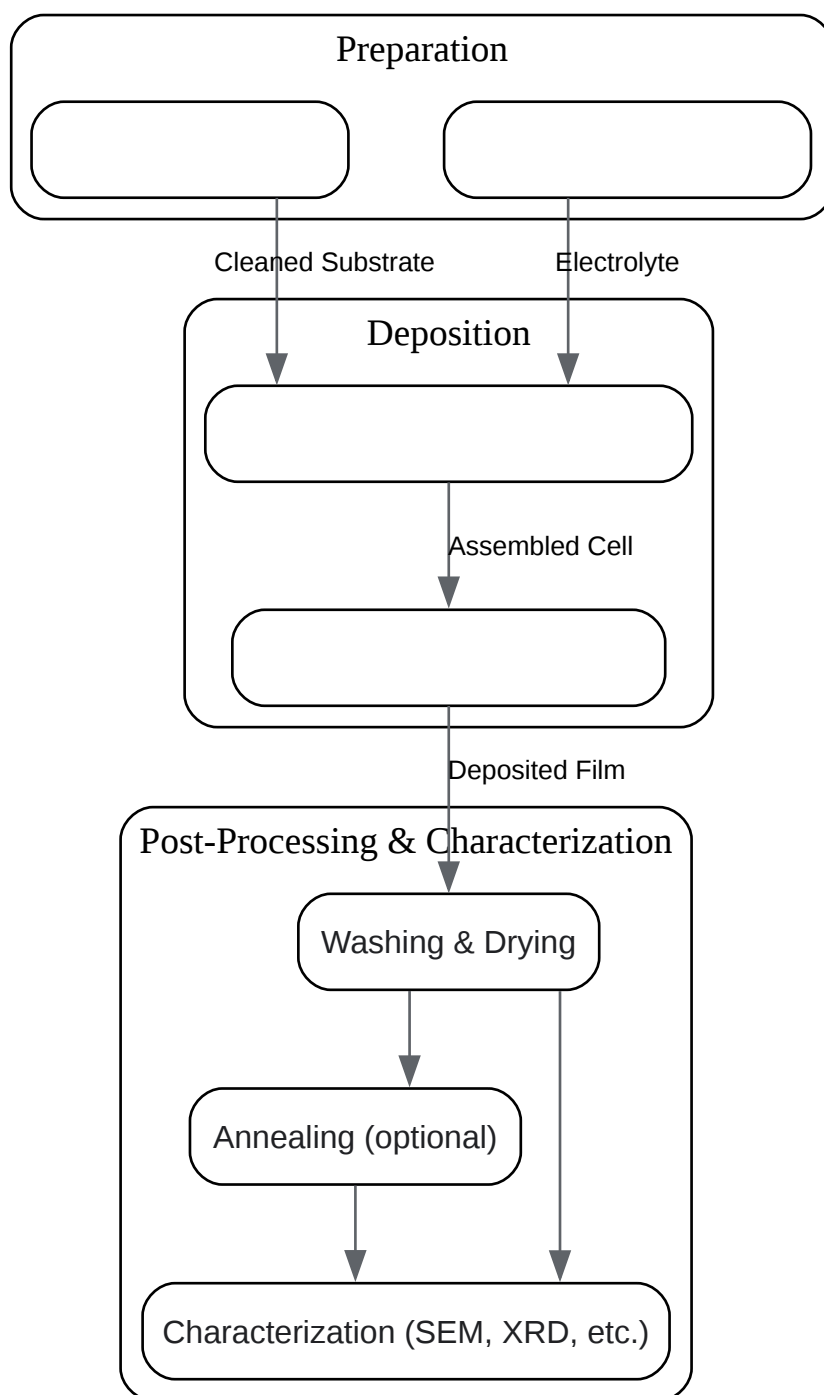 Preparation
Cleaned Substrate
Electrolyte
Deposition
Assembled Cell
Deposited Film
Post-Processing & Characterization
Washing & Drying
Annealing (optional)
Characterization (SEM, XRD, etc.)